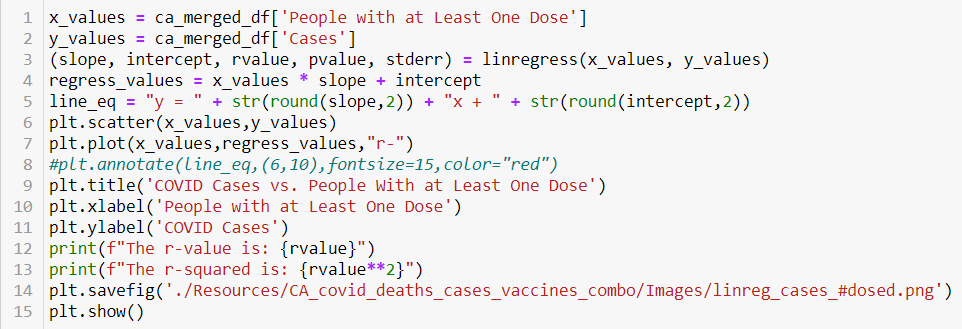 1 x_values = ca_merged_df['People with at Least One Dose']
2 y_values = ca_merged_df['Cases']
3 (slope, intercept, rvalue, pvalue, stderr) = linregress(x_values, y_values)
4 regress_values = x_values * slope + intercept
5 line_eq = "y = " + str(round(slope,2)) + "x + " + str(round(intercept,2))
6 plt.scatter(x_values,y_values)
7 plt.plot(x_values,regress_values,"r-")
8 #plt.annotate(line_eq,(6,10),fontsize=15,color="red")
9 plt.title('COVID Cases vs. People With at Least One Dose')
10 plt.xlabel('People with at Least One Dose')
11 plt.ylabel('COVID Cases')
12 print(f"The r-value is: {rvalue}")
13 print(f"The r-squared is: {rvalue**2}")
14 plt.savefig('./Resources/CA_covid_deaths_cases_vaccines_combo/Images/linreg_cases_#dosed.png')
15 plt.show()